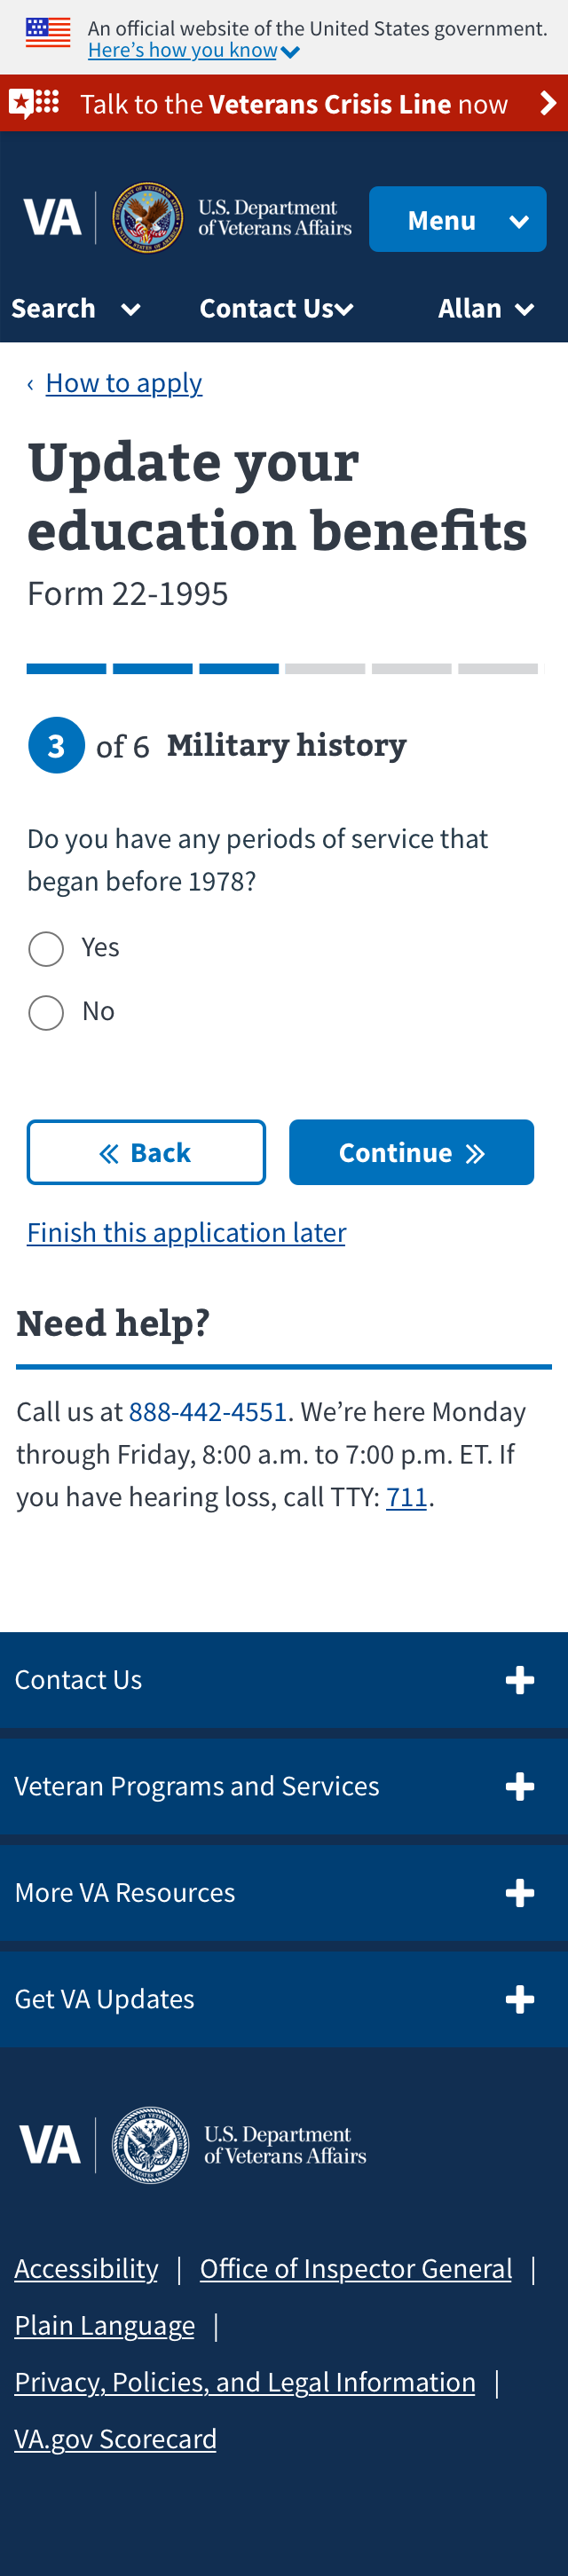 An official website of the United States government.
Here’s how you know
Talk to the Veterans Crisis Line now
VA
U.S. Department
of Veterans Affairs
Menu
Search
Contact Us
Allan
‹ How to apply
Update your
education benefits
Form 22-1995
3 of 6 Military history
Do you have any periods of service that
began before 1978?
Yes
No
Back
Continue
Finish this application later
Need help?
Call us at 888-442-4551. We’re here Monday
through Friday, 8:00 a.m. to 7:00 p.m. ET. If
you have hearing loss, call TTY: 711.
Contact Us
Veteran Programs and Services
More VA Resources
Get VA Updates
VA
U.S. Department
of Veterans Affairs
Accessibility | Office of Inspector General |
Plain Language |
Privacy, Policies, and Legal Information |
VA.gov Scorecard